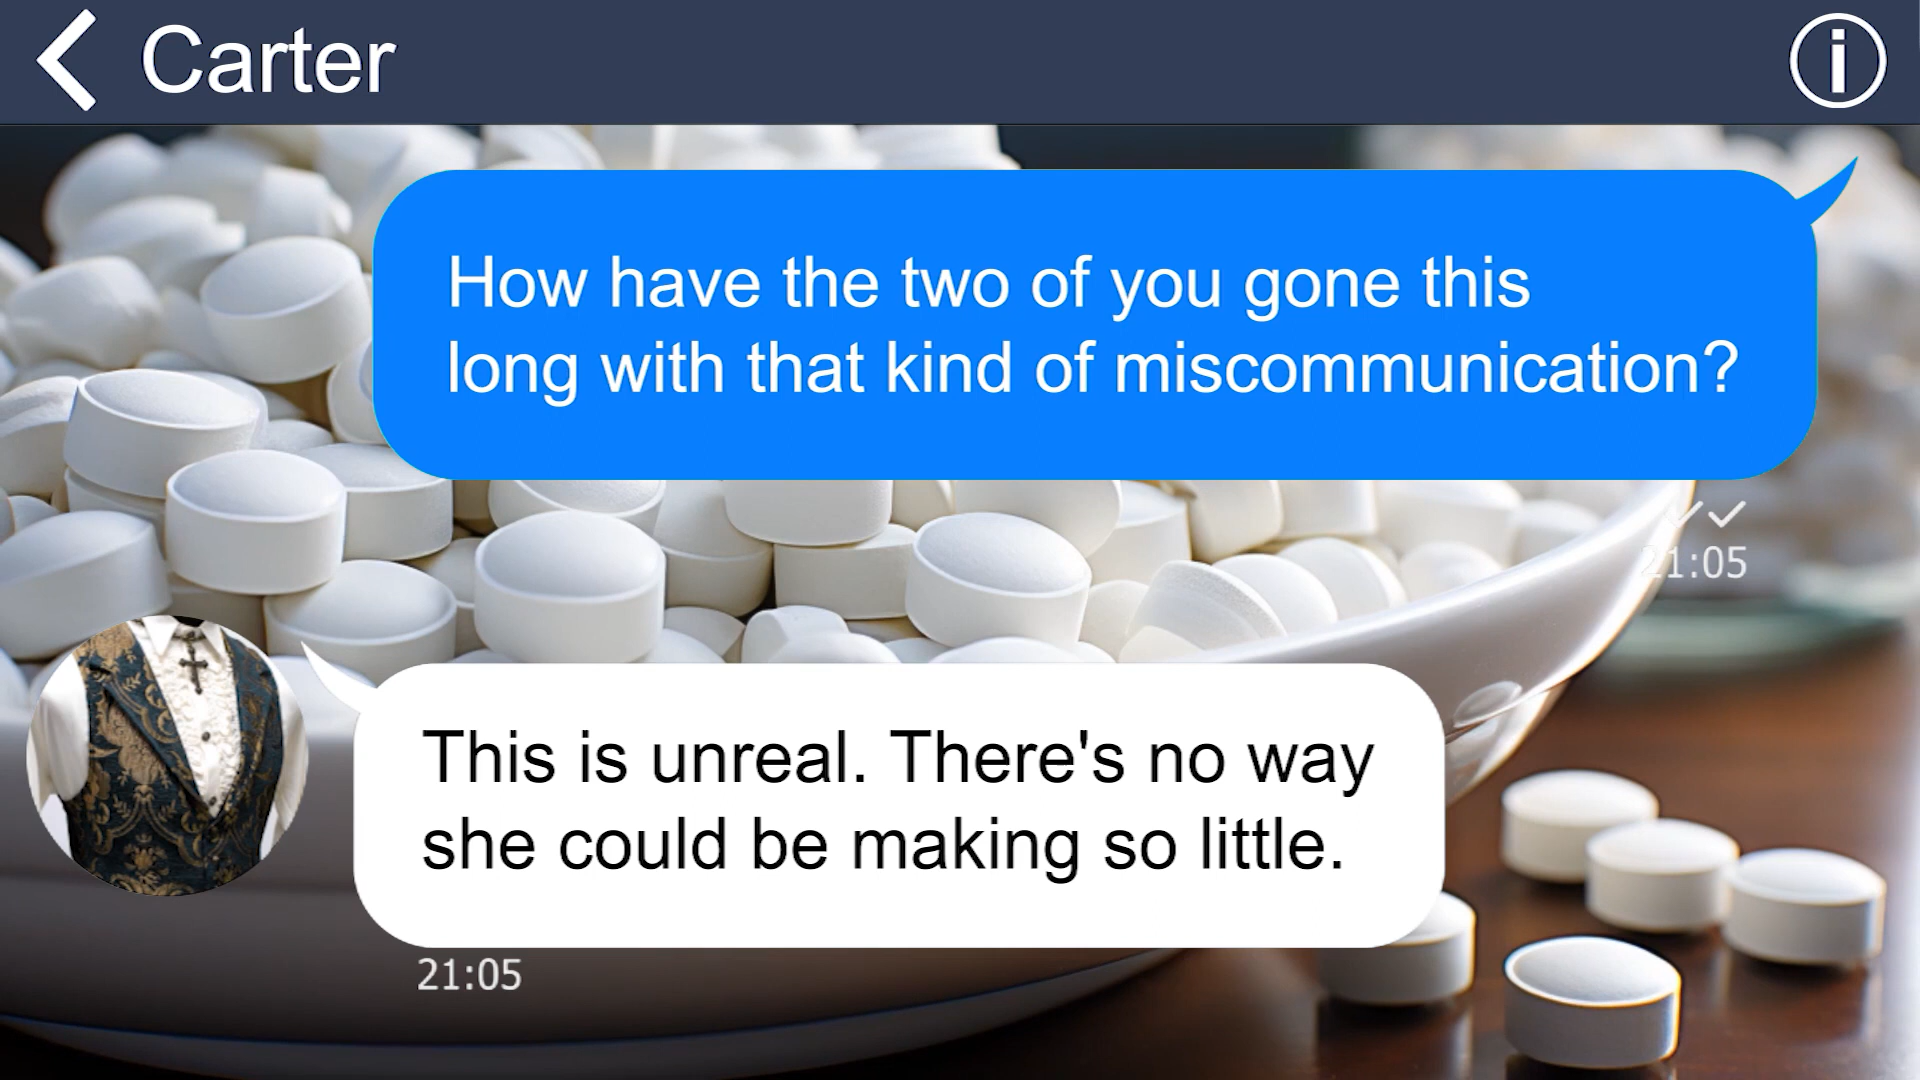 Carter
How have the two of you gone this
long with that kind of miscommunication?
21:05
This is unreal. There's no way
she could be making so little.
21:05